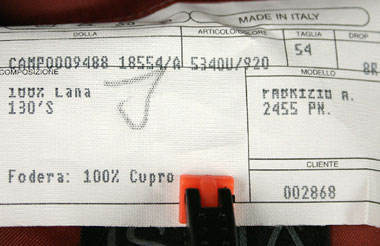 MADE IN ITALY
BOLLA ARTICOLO/COLORE TAGLIA DROP
CAMP0009488 18554/A 5340U/920 54 8R
COMPOSIZIONE MODELLO
100% Lana FABRIZIO R.
130'S 2455 PN.
CLIENTE
Fodera: 100% Cupro 002868